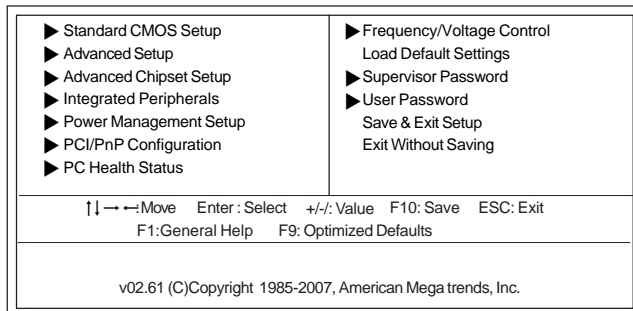 ▶ Standard CMOS Setup
▶ Advanced Setup
▶ Advanced Chipset Setup
▶ Integrated Peripherals
▶ Power Management Setup
▶ PCI/PnP Configuration
▶ PC Health Status
▶ Frequency/Voltage Control
Load Default Settings
▶ Supervisor Password
▶ User Password
Save & Exit Setup
Exit Without Saving
↑↓→←:Move Enter : Select +/-/: Value F10: Save ESC: Exit
F1:General Help F9: Optimized Defaults
v02.61 (C)Copyright 1985-2007, American Mega trends, Inc.